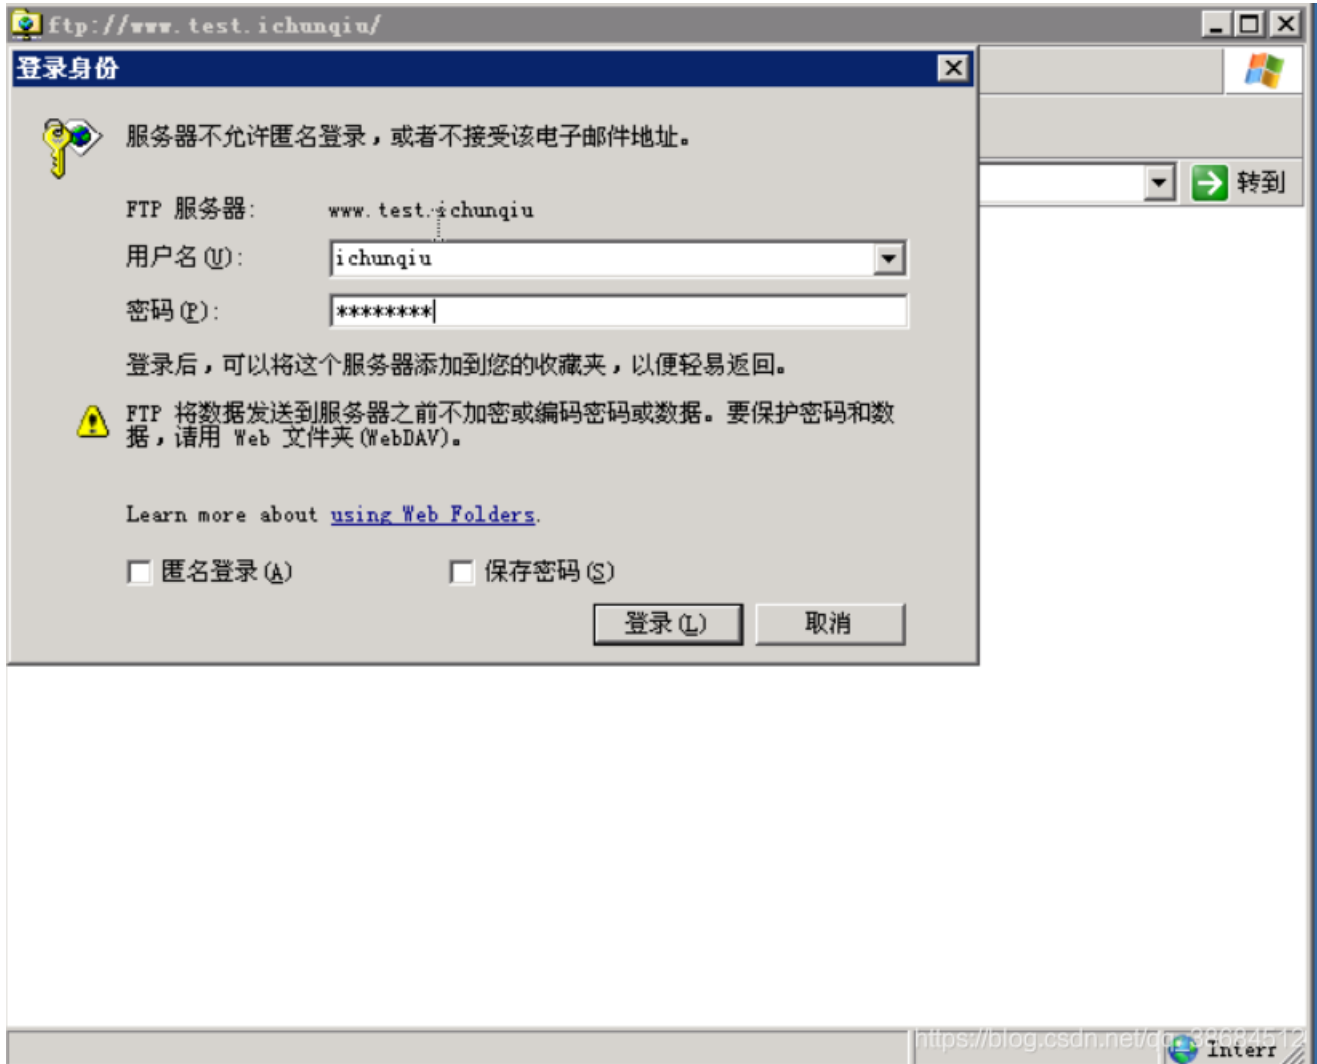 ftp://www.test.ichunqiu/
登录身份
服务器不允许匿名登录，或者不接受该电子邮件地址。
转到
FTP 服务器: www.test.ichunqiu
用户名(U): ichunqiu
密码(P): ********
登录后，可以将这个服务器添加到您的收藏夹，以便轻易返回。
FTP 将数据发送到服务器之前不加密或编码密码或数据。要保护密码和数
据，请用 Web 文件夹(WebDAV)。
Learn more about using Web Folders.
匿名登录(A) 保存密码(S)
登录(L) 取消
https://blog.csdn.net/qq_38684512
Interr